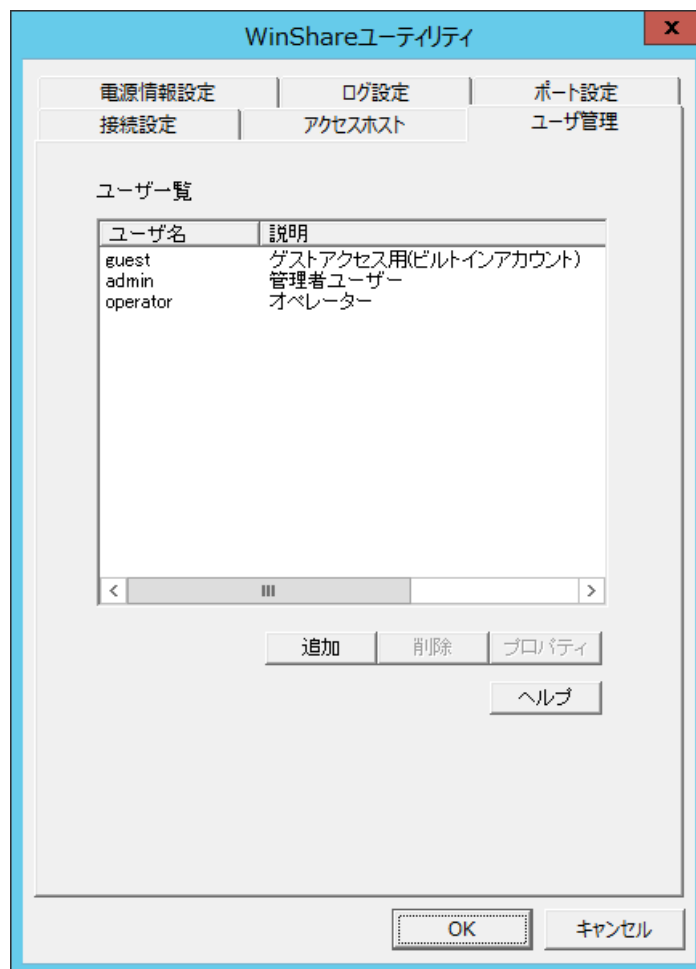 WinShareユーティリティ
x
電源情報設定 ログ設定 ポート設定
接続設定 アクセスホスト ユーザ管理
ユーザ一覧
ユーザ名 説明
guest ゲストアクセス用(ビルトインアカウント)
admin 管理者ユーザー
operator オペレーター
追加 削除 プロパティ
ヘルプ
OK キャンセル